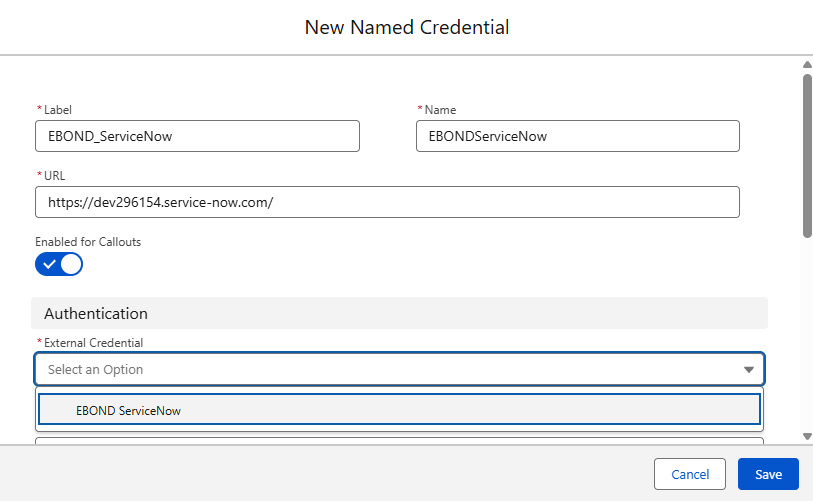 New Named Credential
*Label
*Name
EBOND_ServiceNow
EBONDServiceNow
*URL
https://dev296154.service-now.com/
Enabled for Callouts
Authentication
*External Credential
Select an Option
EBOND ServiceNow
Cancel
Save